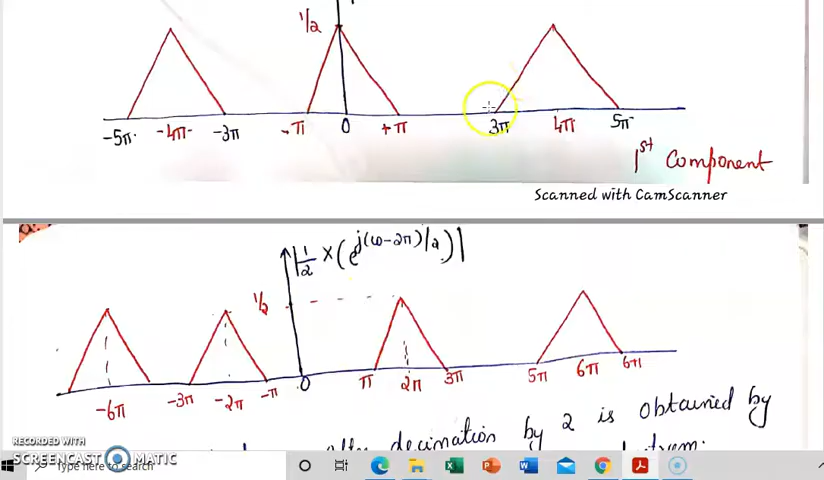 1/2
-5π -4π -3π -π 0 +π 3π 4π 5π
1st Component
Scanned with CamScanner
|1/2 X(e^j(ω-2π)/2)|
1/2
-6π -3π -2π -π 0 π 2π 3π 5π 6π 6π
after decimation by 2 is obtained by
RECORDED WITH
SCREENCAST MATIC
Type here to search